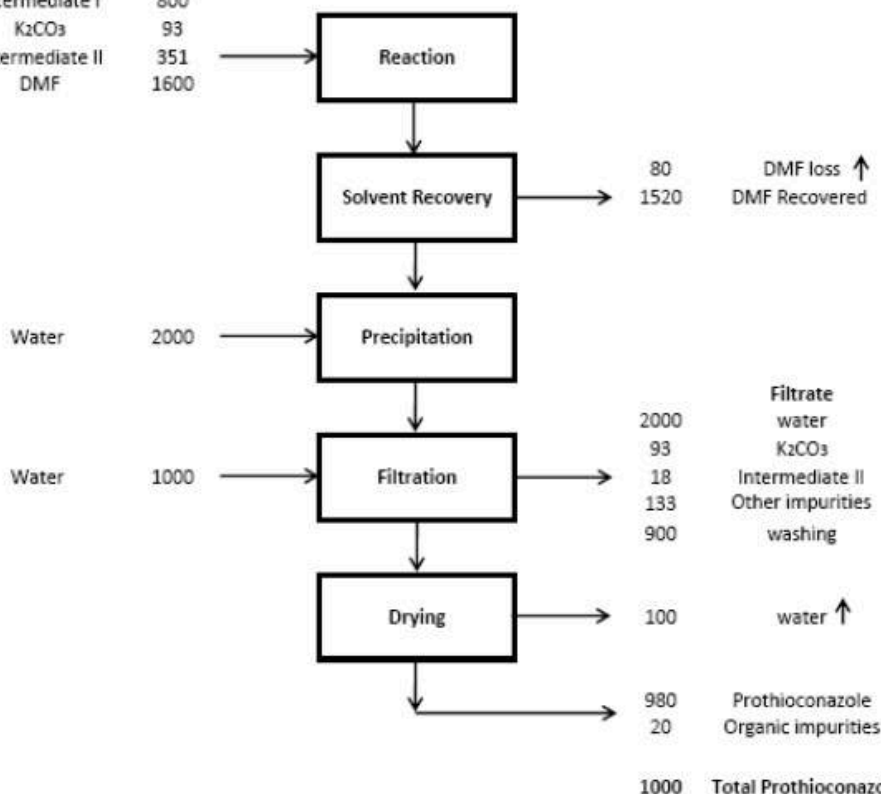 K₂CO₃ 93
351
DMF 1600
Reaction
Solvent Recovery
80 DMF loss ↑
1520 DMF Recovered
Water 2000
Precipitation
Filtrate
2000 water
93 K₂CO₃
Water 1000
Filtration
18 Intermediate II
133 Other impurities
900 washing
Drying
100 water ↑
980 Prothioconazole
20 Organic impurities
1000 Total